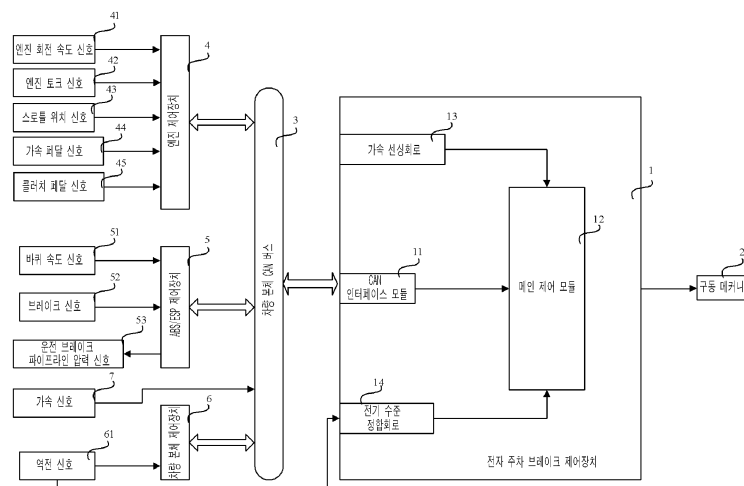 41
엔진 회전 속도 신호
42
엔진 토크 신호
43
스로틀 위치 신호
44
가속 페달 신호
45
클러치 페달 신호
4
엔진 제어장치
51
바퀴 속도 신호
52
브레이크 신호
53
운전 브레이크
파이프라인 압력 신호
5
ABS/ESP 제어장치
7
가속 신호
61
역전 신호
6
차량 본체 제어장치
3
차량 본체 CAN 버스
13
가속 선싱회로
11
CAN
인터페이스 모듈
14
전기 수준
정합회로
12
메인 제어 모듈
1
전자 주차 브레이크 제어장치
2
구동 메커니